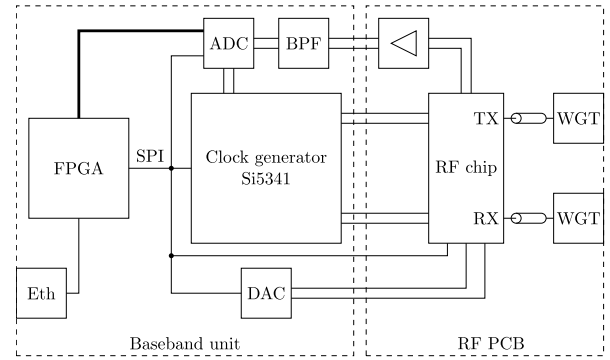 ADC
BPF
TX
WGT
SPI
FPGA
Clock generator
Si5341
RF chip
RX
WGT
Eth
DAC
Baseband unit
RF PCB